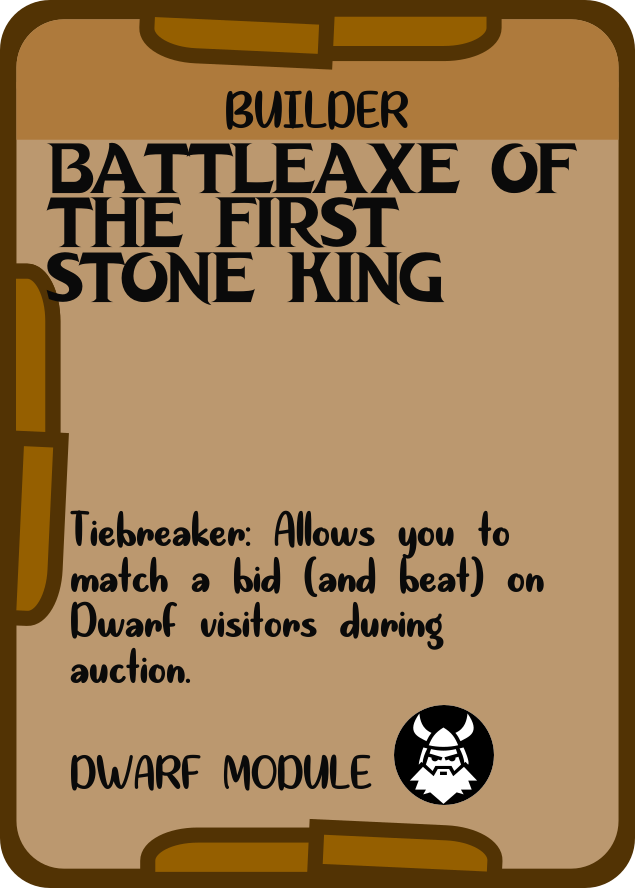 BUILDER
BATTLEAXE OF
THE FIRST
STONE KING
Tiebreaker: Allows you to
match a bid (and beat) on
Dwarf visitors during
auction.
DWARF MODULE